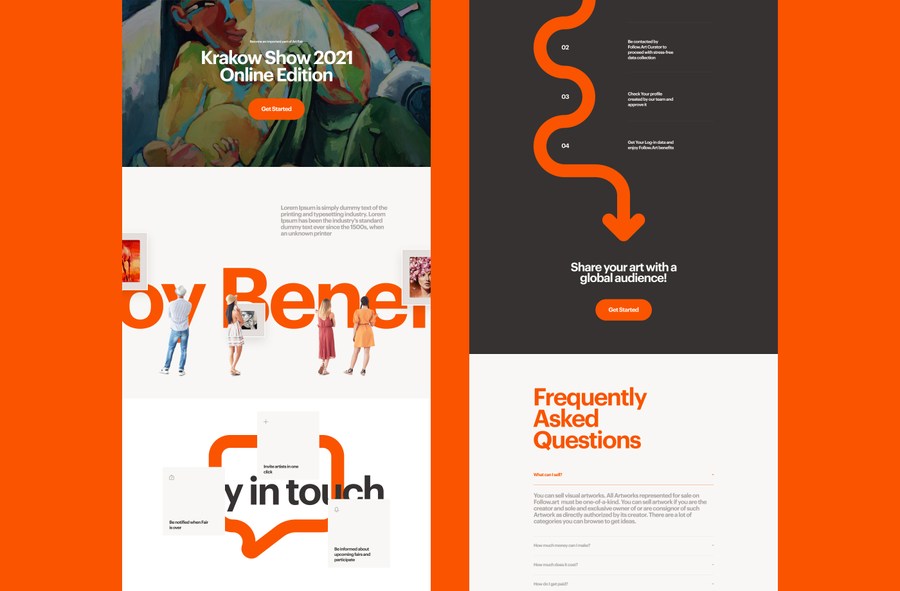 Krakow Show 2021
Online Edition
Get Started
Lorem Ipsum is simply dummy text of the
printing and typesetting industry. Lorem
Ipsum has been the industry's standard
dummy text ever since the 1500s, when
an unknown printer
oy Benef
Invite artists in one
click
y in touch
Be notified when Fair
is over
Be informed about
upcoming fairs and
participate
02
Be contacted by
Follow.Art Curator to
proceed with stress-free
data collection
03
Check Your profile
created by our team and
approve it
04
Get Your Log-in data and
enjoy Follow.Art benefits
Share your art with a
global audience!
Get Started
Frequently
Asked
Questions
What can I sell?
You can sell visual artworks. All Artworks represented for sale on
Follow.art must be one-of-a-kind. You can sell artwork if you are the
creator and sole and exclusive owner of or are consignor of such
Artwork as directly authorized by its creator. There are a lot of
categories you can browse to get ideas.
How much money can I make?
How much does it cost?
How do I get paid?